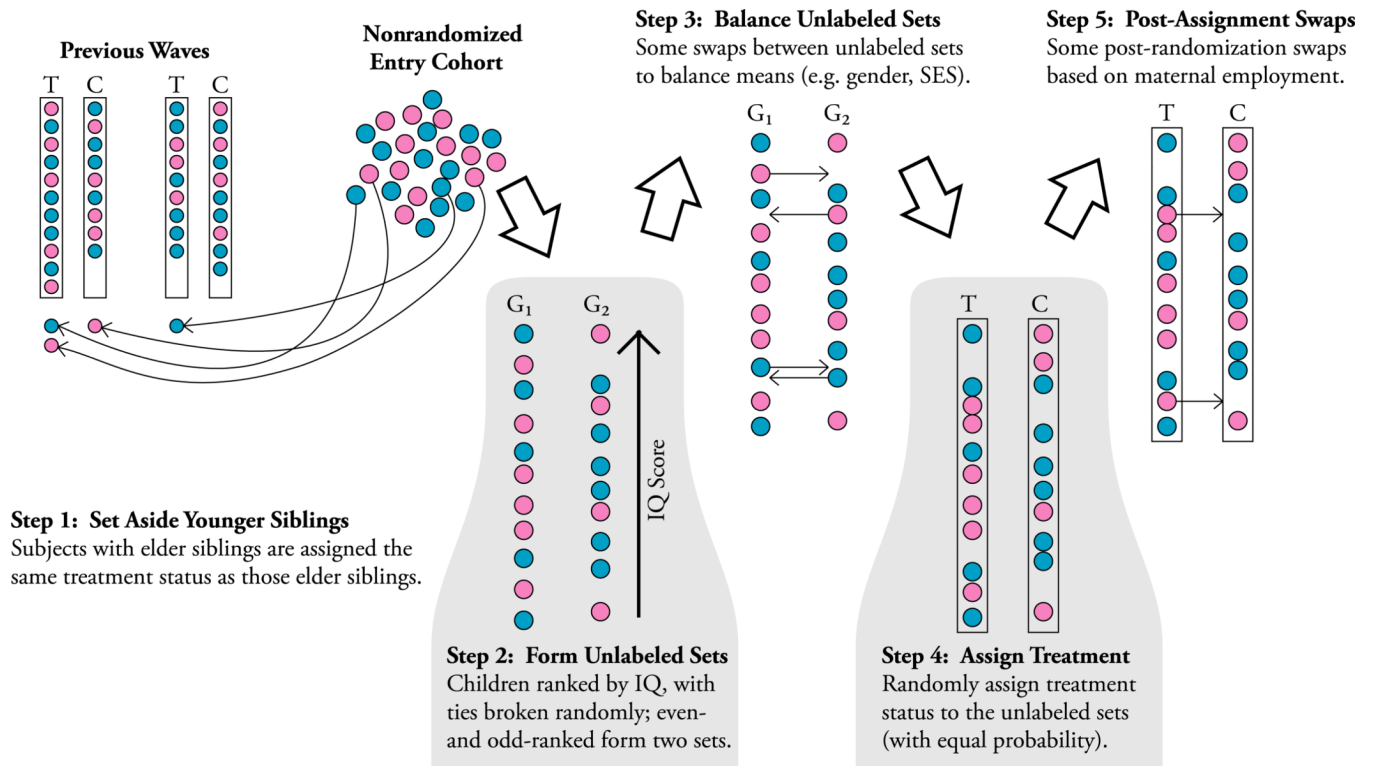 Previous Waves
T
C
T
C
Nonrandomized
Entry Cohort
Step 1: Set Aside Younger Siblings
Subjects with elder siblings are assigned the
same treatment status as those elder siblings.
G₁
G₂
IQ Score
Step 2: Form Unlabeled Sets
Children ranked by IQ, with
ties broken randomly; even-
and odd-ranked form two sets.
Step 3: Balance Unlabeled Sets
Some swaps between unlabeled sets
to balance means (e.g. gender, SES).
G₁
G₂
T
C
Step 4: Assign Treatment
Randomly assign treatment
status to the unlabeled sets
(with equal probability).
Step 5: Post-Assignment Swaps
Some post-randomization swaps
based on maternal employment.
T
C